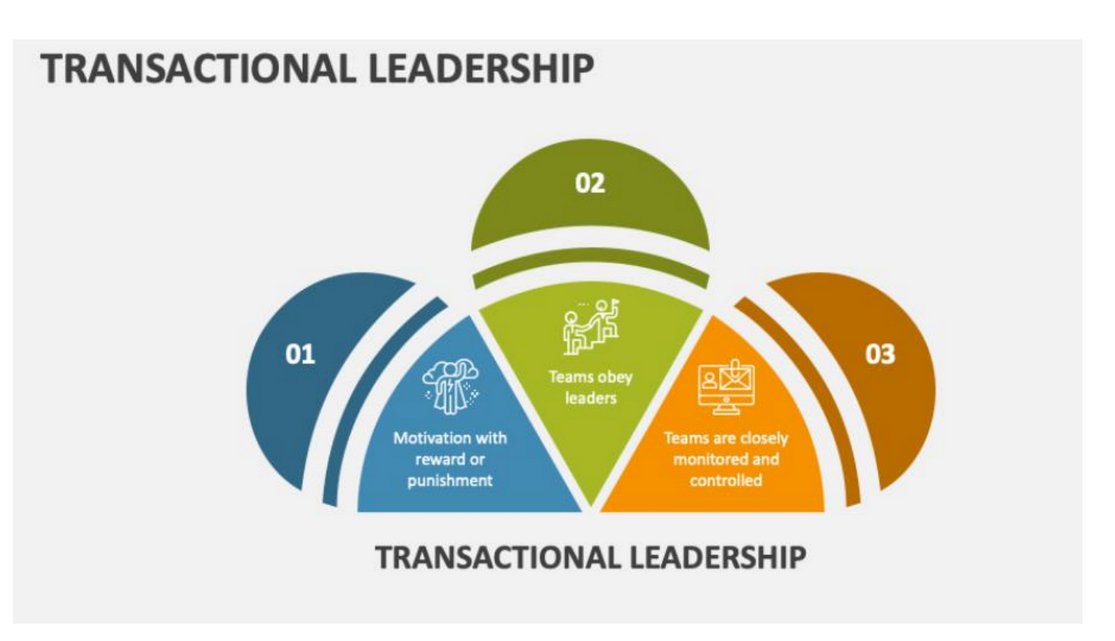 TRANSACTIONAL LEADERSHIP
01
Motivation with
reward or
punishment
02
Teams obey
leaders
03
Teams are closely
monitored and
controlled
TRANSACTIONAL LEADERSHIP